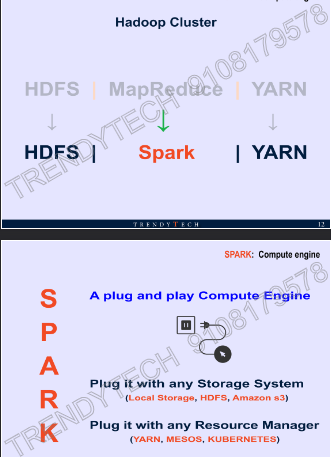 Hadoop Cluster
HDFS | MapReduce | YARN
HDFS | Spark | YARN
TRENDYTECH 9108179578
TRENDYTECH 12
SPARK: Compute engine
S
P
A
R
K
A plug and play Compute Engine
Plug it with any Storage System
(Local Storage, HDFS, Amazon s3)
Plug it with any Resource Manager
(YARN, MESOS, KUBERNETES)
TRENDYTECH 9108179578